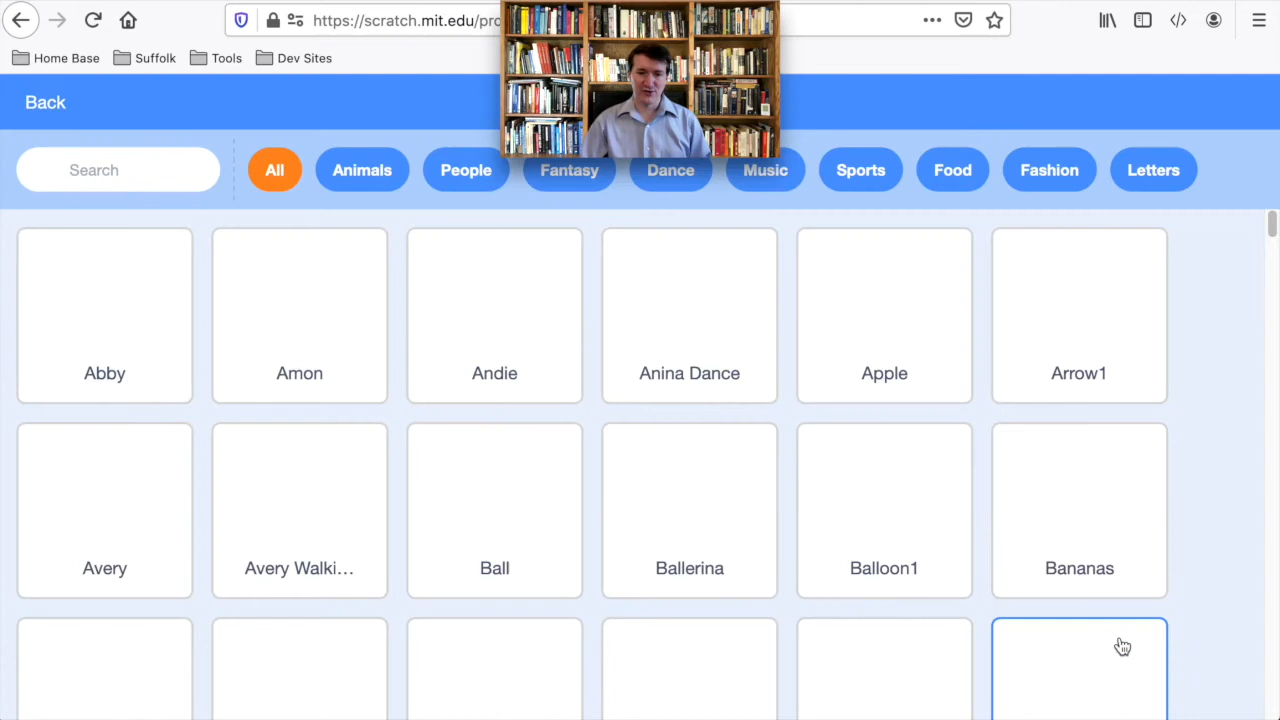 https://scratch.mit.edu/pro
Home Base Suffolk Tools Dev Sites
Back
Search All Animals People Fantasy Dance Music Sports Food Fashion Letters
Abby Amon Andie Anina Dance Apple Arrow1
Avery Avery Walki… Ball Ballerina Balloon1 Bananas